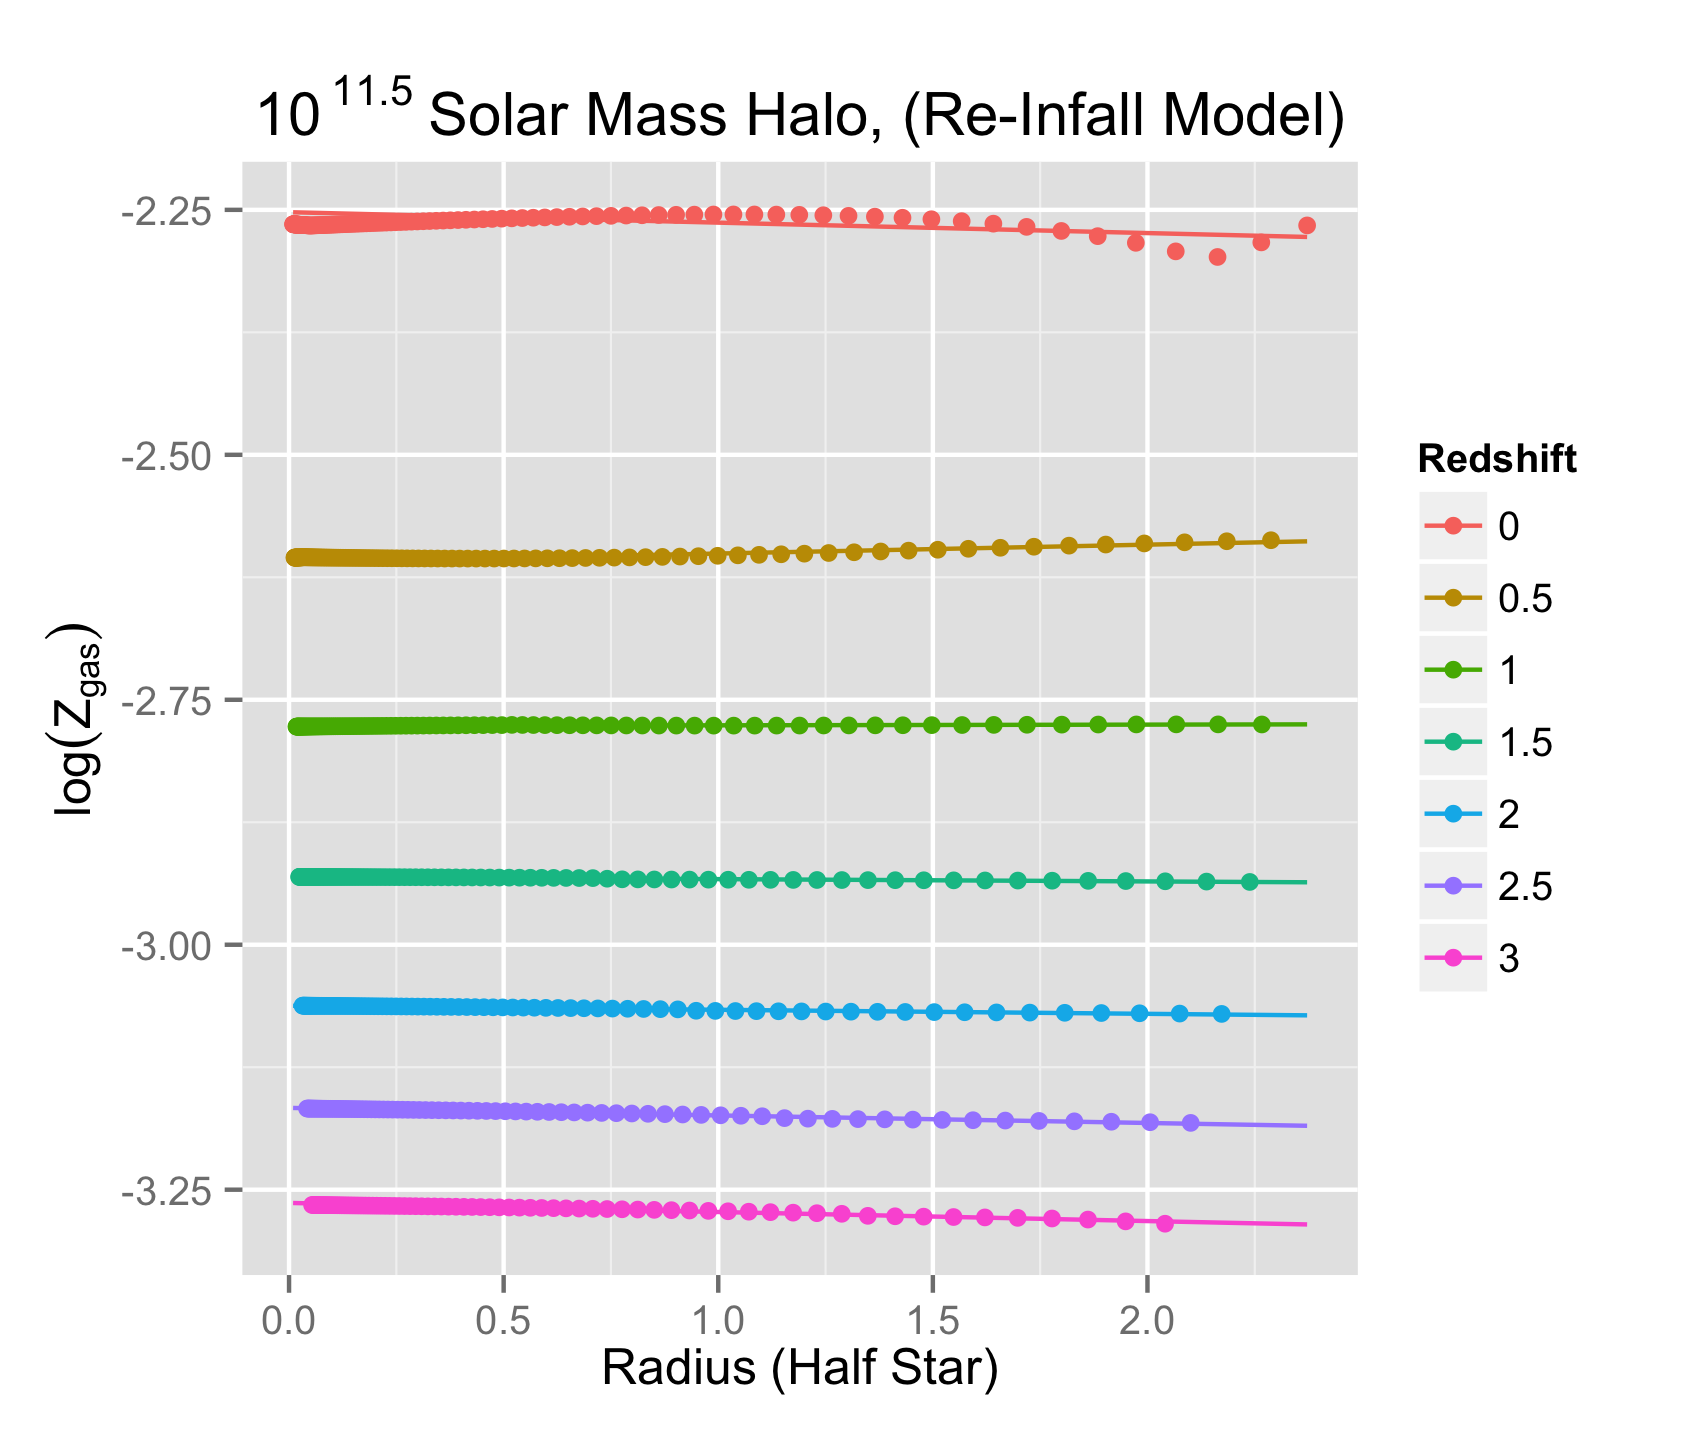 10 11.5 Solar Mass Halo, (Re-Infall Model)
-2.25
-2.50
-2.75
-3.00
-3.25
log(Zgas)
0.0 0.5 1.0 1.5 2.0
Radius (Half Star)
Redshift
0
0.5
1
1.5
2
2.5
3